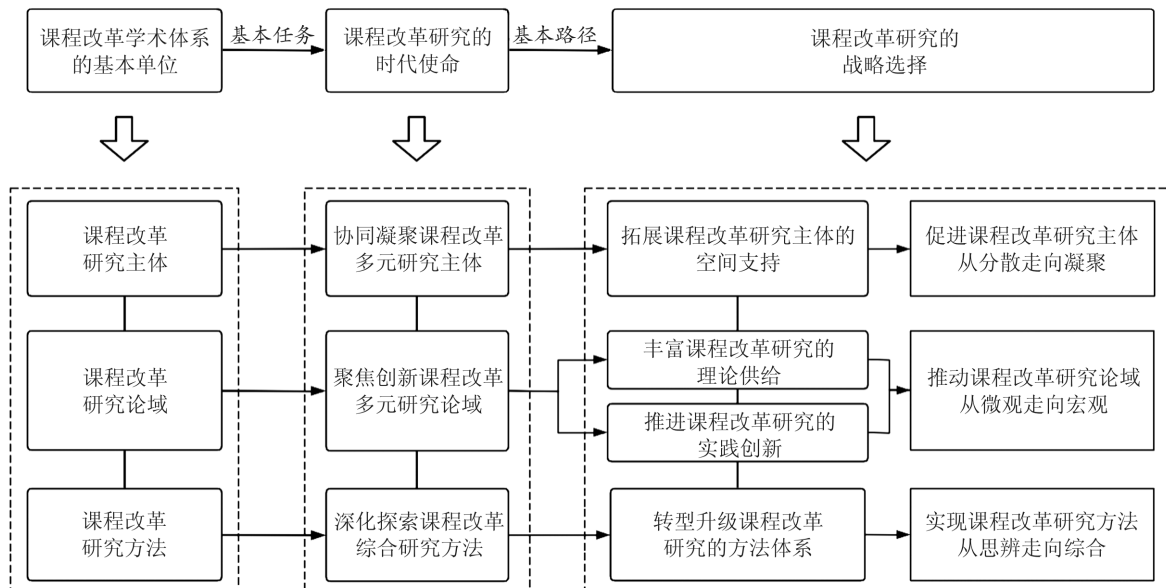 课程改革学术体系
的基本单位
基本任务
课程改革研究的
时代使命
基本路径
课程改革研究的
战略选择
课程改革
研究主体
协同凝聚课程改革
多元研究主体
拓展课程改革研究主体的
空间支持
促进课程改革研究主体
从分散走向凝聚
课程改革
研究论域
聚焦创新课程改革
多元研究论域
丰富课程改革研究的
理论供给
推进课程改革研究的
实践创新
推动课程改革研究论域
从微观走向宏观
课程改革
研究方法
深化探索课程改革
综合研究方法
转型升级课程改革
研究的方法体系
实现课程改革研究方法
从思辨走向综合